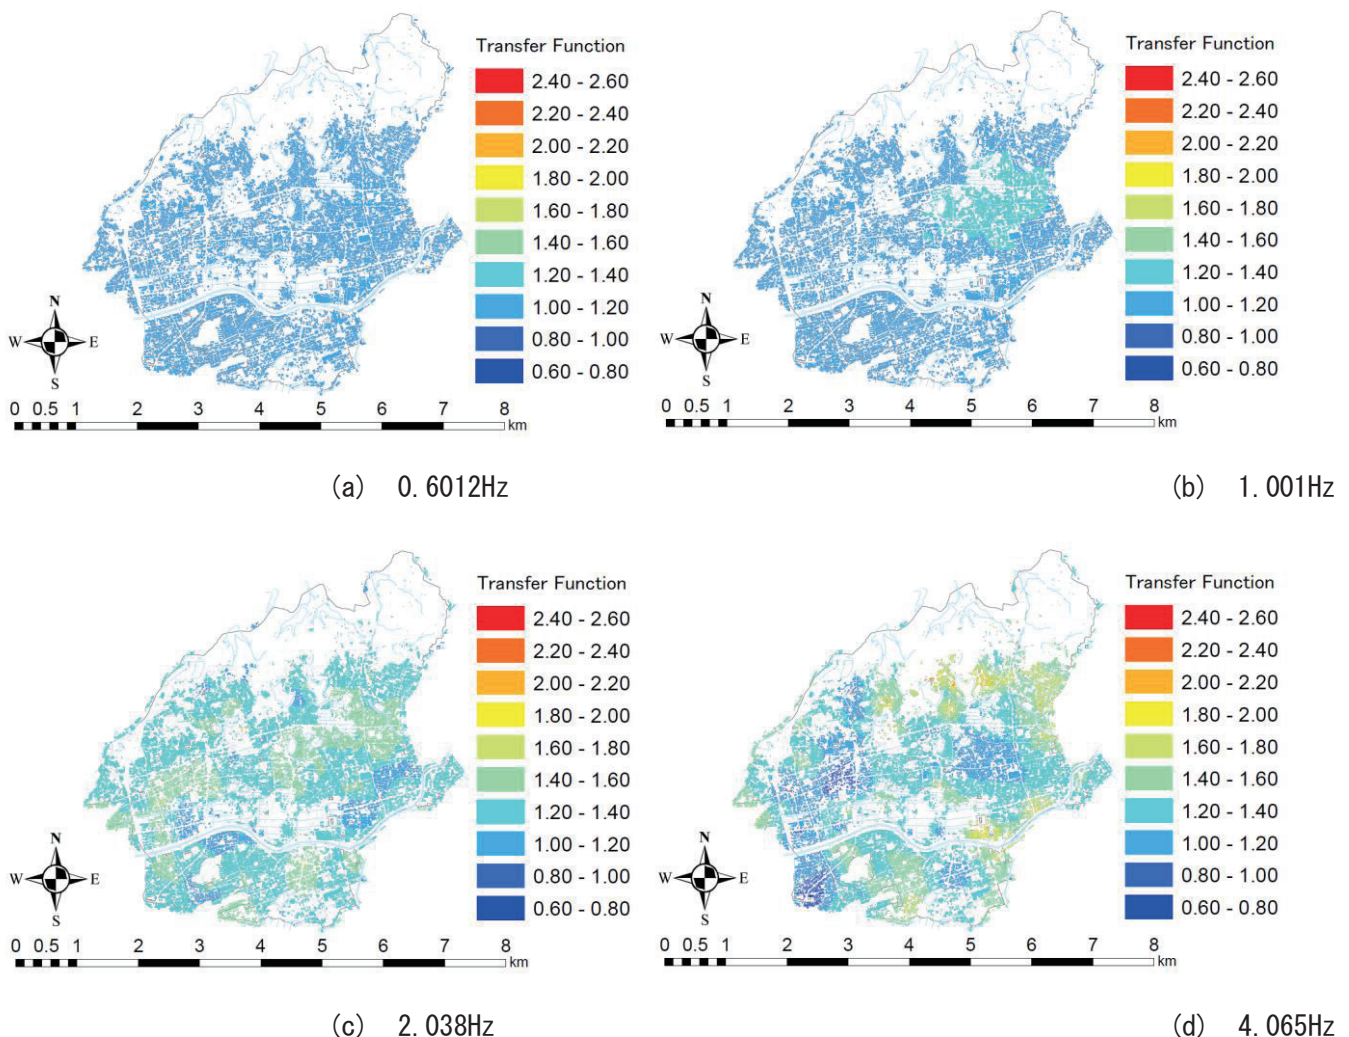 Transfer Function
2.40 - 2.60
2.20 - 2.40
2.00 - 2.20
1.80 - 2.00
1.60 - 1.80
1.40 - 1.60
1.20 - 1.40
1.00 - 1.20
0.80 - 1.00
0.60 - 0.80
N
W E
S
0 0.5 1 2 3 4 5 6 7 8
km
(a) 0.6012Hz
Transfer Function
2.40 - 2.60
2.20 - 2.40
2.00 - 2.20
1.80 - 2.00
1.60 - 1.80
1.40 - 1.60
1.20 - 1.40
1.00 - 1.20
0.80 - 1.00
0.60 - 0.80
N
W E
S
0 0.5 1 2 3 4 5 6 7 8
km
(b) 1.001Hz
Transfer Function
2.40 - 2.60
2.20 - 2.40
2.00 - 2.20
1.80 - 2.00
1.60 - 1.80
1.40 - 1.60
1.20 - 1.40
1.00 - 1.20
0.80 - 1.00
0.60 - 0.80
N
W E
S
0 0.5 1 2 3 4 5 6 7 8
km
(c) 2.038Hz
Transfer Function
2.40 - 2.60
2.20 - 2.40
2.00 - 2.20
1.80 - 2.00
1.60 - 1.80
1.40 - 1.60
1.20 - 1.40
1.00 - 1.20
0.80 - 1.00
0.60 - 0.80
N
W E
S
0 0.5 1 2 3 4 5 6 7 8
km
(d) 4.065Hz